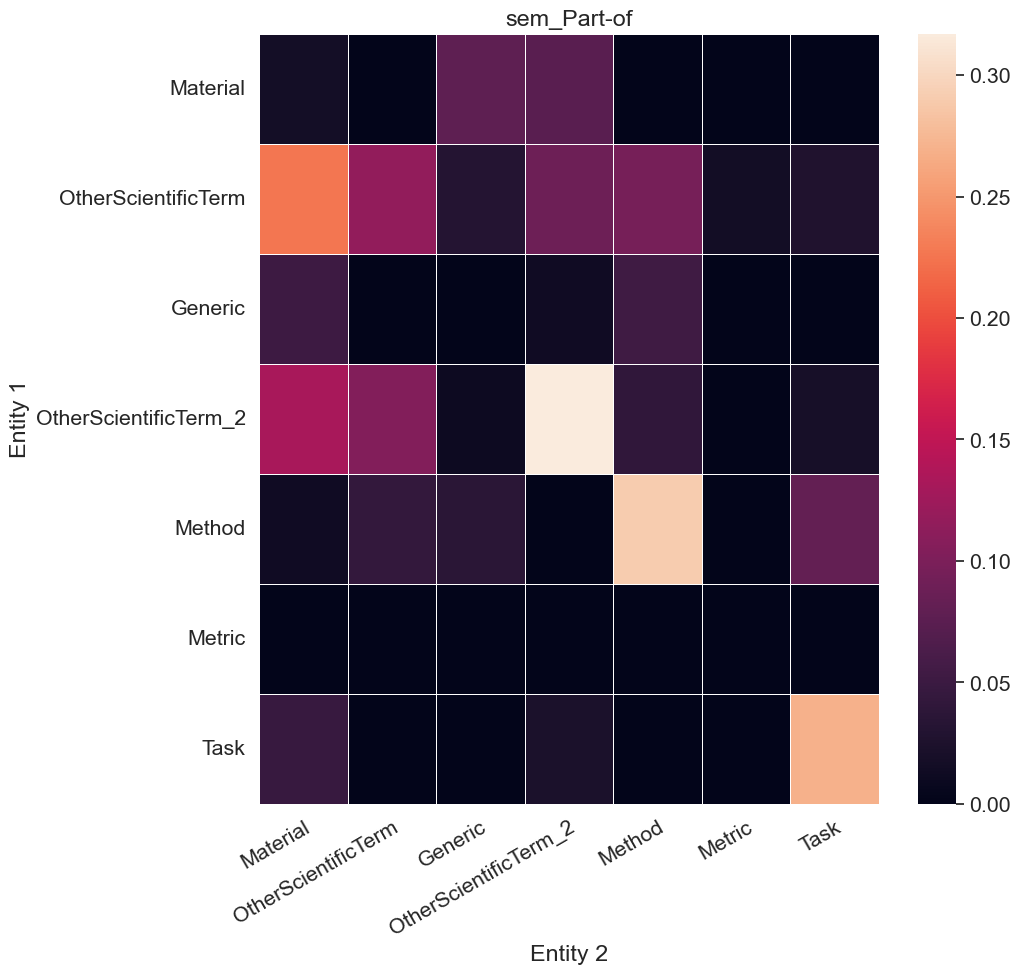 sem_Part-of
Material
OtherScientificTerm
Generic
OtherScientificTerm_2
Method
Metric
Task
Entity 1
Material
OtherScientificTerm
Generic
OtherScientificTerm_2
Method
Metric
Task
Entity 2
0.30
0.25
0.20
0.15
0.10
0.05
0.00